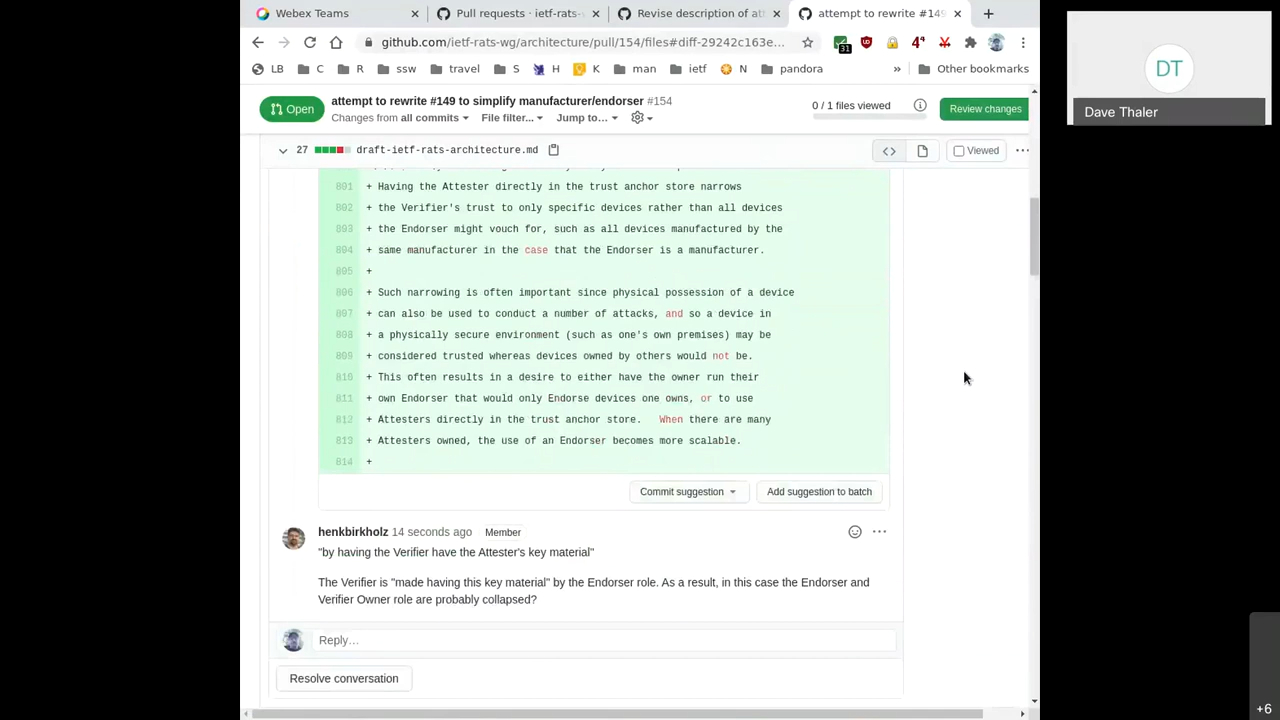 Webex Teams
Pull requests · ietf-rats-w
Revise description of att
attempt to rewrite #149
github.com/ietf-rats-wg/architecture/pull/154/files#diff-29242c163e...
31
LB
C
R
ssw
travel
S
H
K
man
ietf
N
pandora
»
Other bookmarks
Open
attempt to rewrite #149 to simplify manufacturer/endorser #154
Changes from all commits
File filter...
Jump to...
0 / 1 files viewed
Review changes
27
draft-ietf-rats-architecture.md
Viewed
801 + Having the Attester directly in the trust anchor store narrows
802 + the Verifier's trust to only specific devices rather than all devices
803 + the Endorser might vouch for, such as all devices manufactured by the
804 + same manufacturer in the case that the Endorser is a manufacturer.
805 +
806 + Such narrowing is often important since physical possession of a device
807 + can also be used to conduct a number of attacks, and so a device in
808 + a physically secure environment (such as one's own premises) may be
809 + considered trusted whereas devices owned by others would not be.
810 + This often results in a desire to either have the owner run their
811 + own Endorser that would only Endorse devices one owns, or to use
812 + Attesters directly in the trust anchor store.   When there are many
813 + Attesters owned, the use of an Endorser becomes more scalable.
814 +
Commit suggestion
Add suggestion to batch
henkbirkholz 14 seconds ago Member
"by having the Verifier have the Attester's key material"
The Verifier is "made having this key material" by the Endorser role. As a result, in this case the Endorser and
Verifier Owner role are probably collapsed?
Reply…
Resolve conversation
DT
Dave Thaler
+6